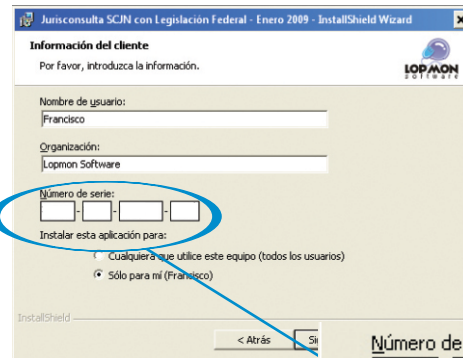 Jurisconsulta SCJN con Legislación Federal - Enero 2009 - InstallShield Wizard
Información del cliente
Por favor, introduzca la información.
LOPMON
software
Nombre de usuario:
Francisco
Organización:
Lopmon Software
Número de serie:
- - -
Instalar esta aplicación para:
Cualquiera que utilice este equipo (todos los usuarios)
Sólo para mí (Francisco)
InstallShield
< Atrás Si
Número de